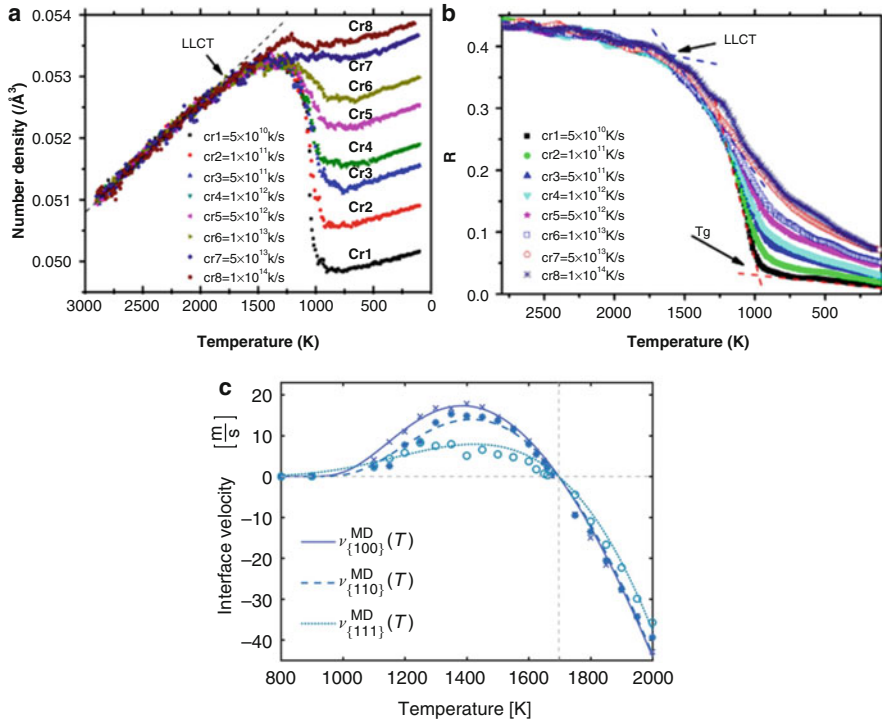 a
0.054
0.053
0.052
0.051
0.050
Number density (/Å³)
LLCT
Cr8
Cr7
Cr6
Cr5
Cr4
Cr3
Cr2
Cr1
cr1=5×10¹⁰k/s
cr2=1×10¹¹k/s
cr3=5×10¹¹k/s
cr4=1×10¹²k/s
cr5=5×10¹²k/s
cr6=1×10¹³k/s
cr7=5×10¹³k/s
cr8=1×10¹⁴k/s
3000 2500 2000 1500 1000 500 0
Temperature (K)
b
0.4
0.3
0.2
0.1
0.0
R
LLCT
Tg
cr1=5×10¹⁰K/s
cr2=1×10¹¹K/s
cr3=5×10¹¹K/s
cr4=1×10¹²K/s
cr5=5×10¹²K/s
cr6=1×10¹³K/s
cr7=5×10¹³K/s
cr8=1×10¹⁴K/s
2500 2000 1500 1000 500
Temperature (K)
c
20
10
0
−10
−20
−30
−40
Interface velocity [m/s]
ν{100}^MD(T)
ν{110}^MD(T)
ν{111}^MD(T)
800 1000 1200 1400 1600 1800 2000
Temperature [K]